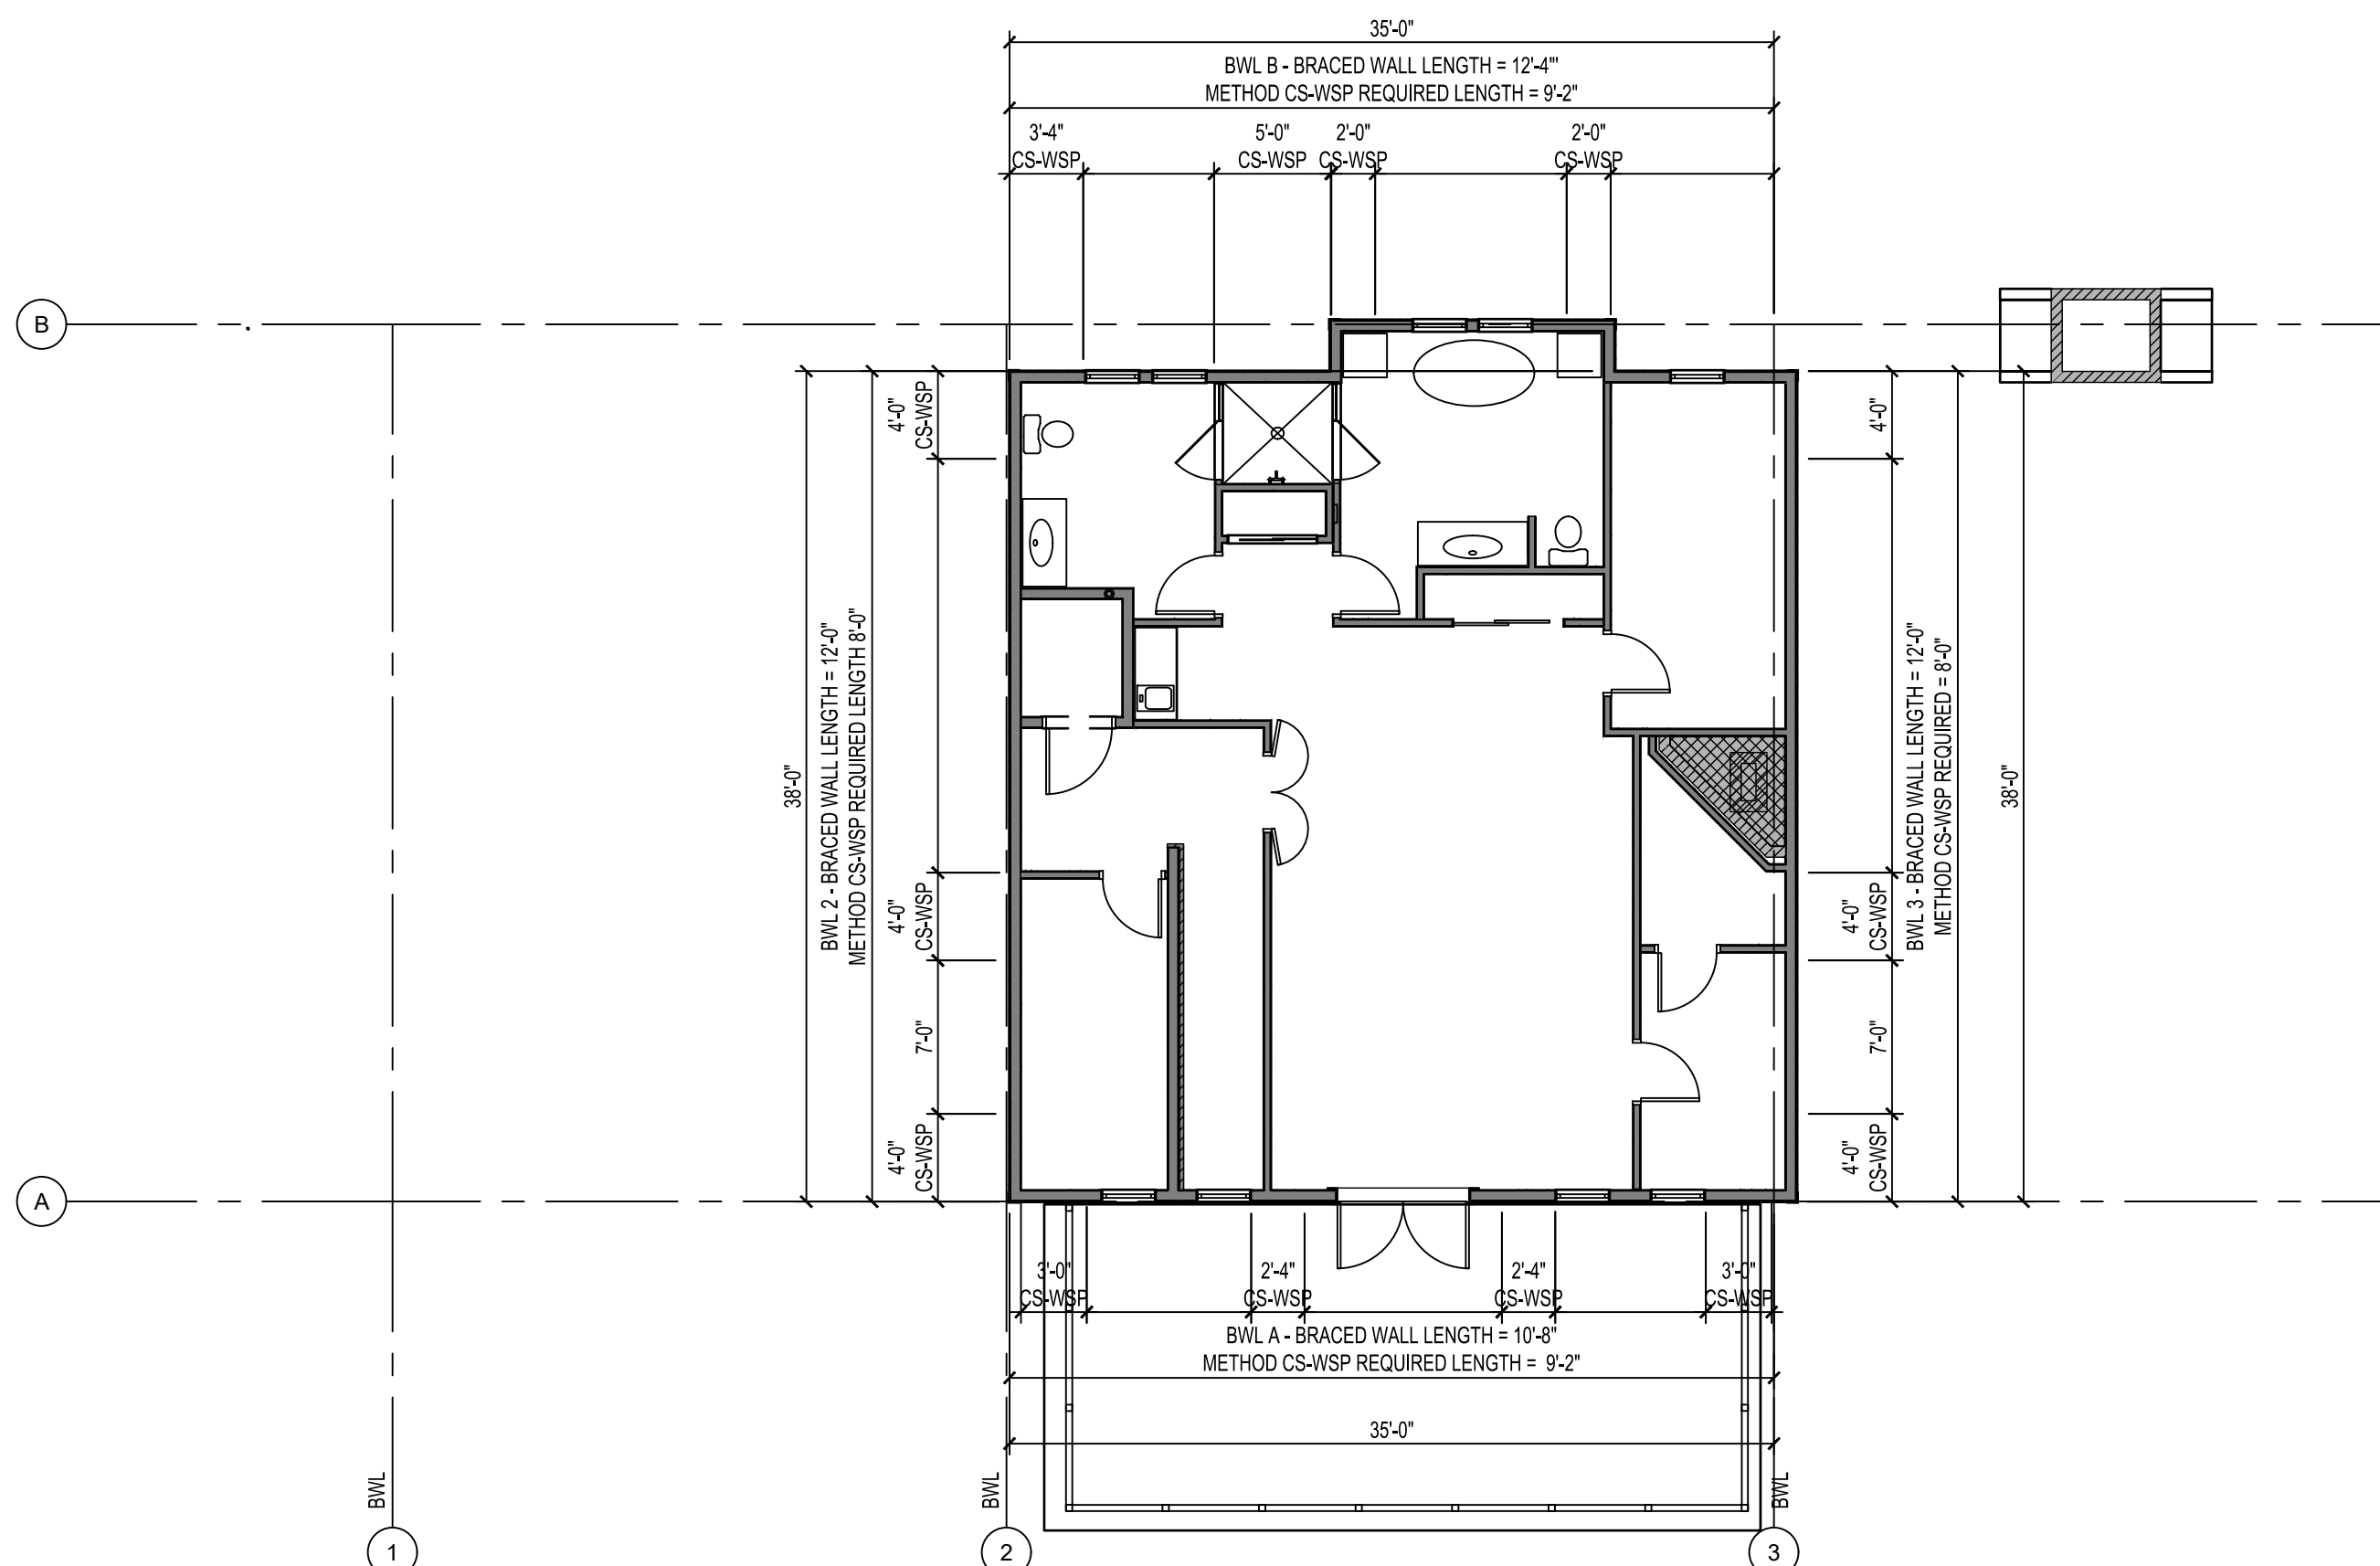 35'-0"
BWL B - BRACED WALL LENGTH = 12'-4'"
METHOD CS-WSP REQUIRED LENGTH = 9'-2"
3'-4"
CS-WSP
5'-0"
CS-WSP
2'-0"
CS-WSP
2'-0"
CS-WSP
B
4'-0"
CS-WSP
38'-0"
BWL 2 - BRACED WALL LENGTH = 12'-0"
METHOD CS-WSP REQUIRED LENGTH 8'-0"
4'-0"
CS-WSP
7'-0"
4'-0"
CS-WSP
4'-0"
4'-0"
CS-WSP
7'-0"
4'-0"
CS-WSP
BWL 3 - BRACED WALL LENGTH = 12'-0"
METHOD CS-WSP REQUIRED = 8'-0"
38'-0"
A
3'-0"
CS-WSP
2'-4"
CS-WSP
2'-4"
CS-WSP
3'-0"
CS-WSP
BWL A - BRACED WALL LENGTH = 10'-8"
METHOD CS-WSP REQUIRED LENGTH = 9'-2"
35'-0"
BWL
BWL
BWL
1
2
3